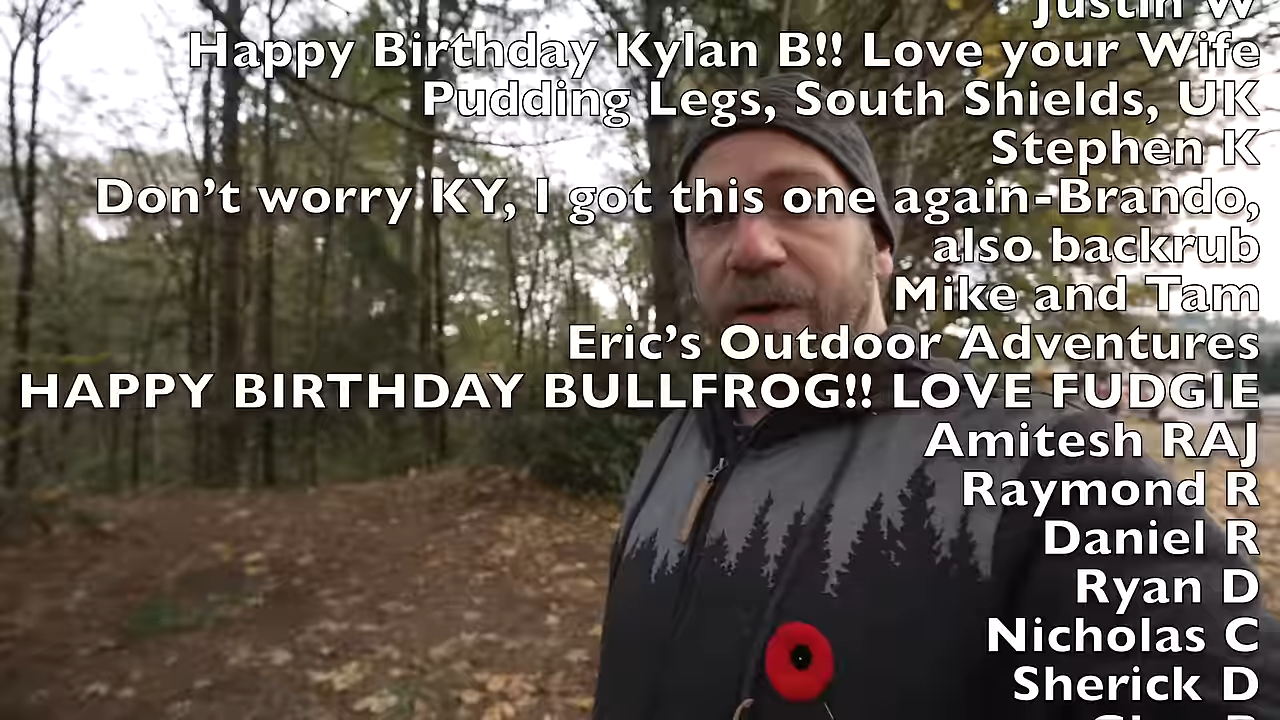 Justin W
Happy Birthday Kylan B!! Love your Wife
Pudding Legs, South Shields, UK
Stephen K
Don’t worry KY, I got this one again-Brando,
also backrub
Mike and Tam
Eric’s Outdoor Adventures
HAPPY BIRTHDAY BULLFROG!! LOVE FUDGIE
Amitesh RAJ
Raymond R
Daniel R
Ryan D
Nicholas C
Sherick D